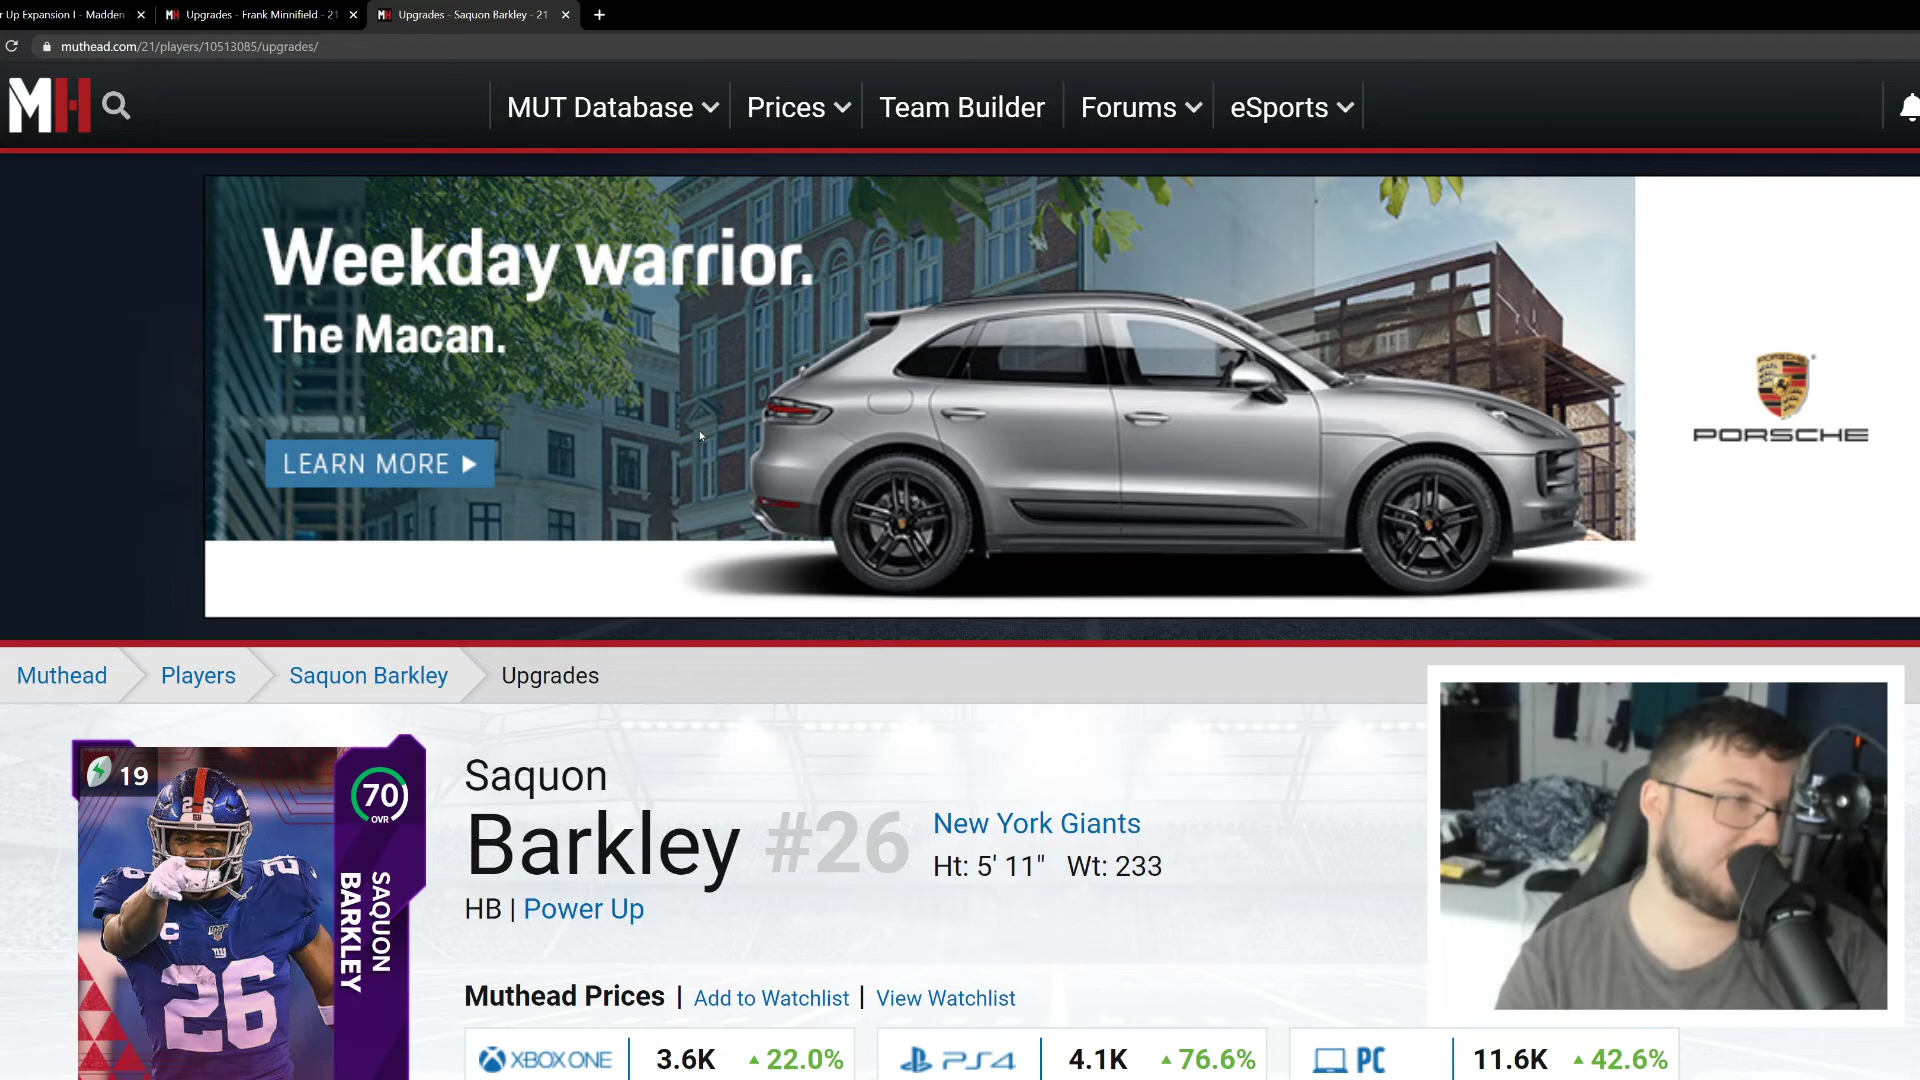 r Up Expansion I - Madden
Upgrades - Frank Minnifield - 21
Upgrades - Saquon Barkley - 21
muthead.com/21/players/10513085/upgrades/
MH
MUT Database
Prices
Team Builder
Forums
eSports
Weekday warrior.
The Macan.
LEARN MORE
PORSCHE
Muthead
Players
Saquon Barkley
Upgrades
19
70
OVR
SAQUON
BARKLEY
26
C
26
Saquon
Barkley #26
New York Giants
Ht: 5' 11" Wt: 233
HB | Power Up
Muthead Prices | Add to Watchlist | View Watchlist
XBOX ONE 3.6K 22.0%
PS4 4.1K 76.6%
PC 11.6K 42.6%